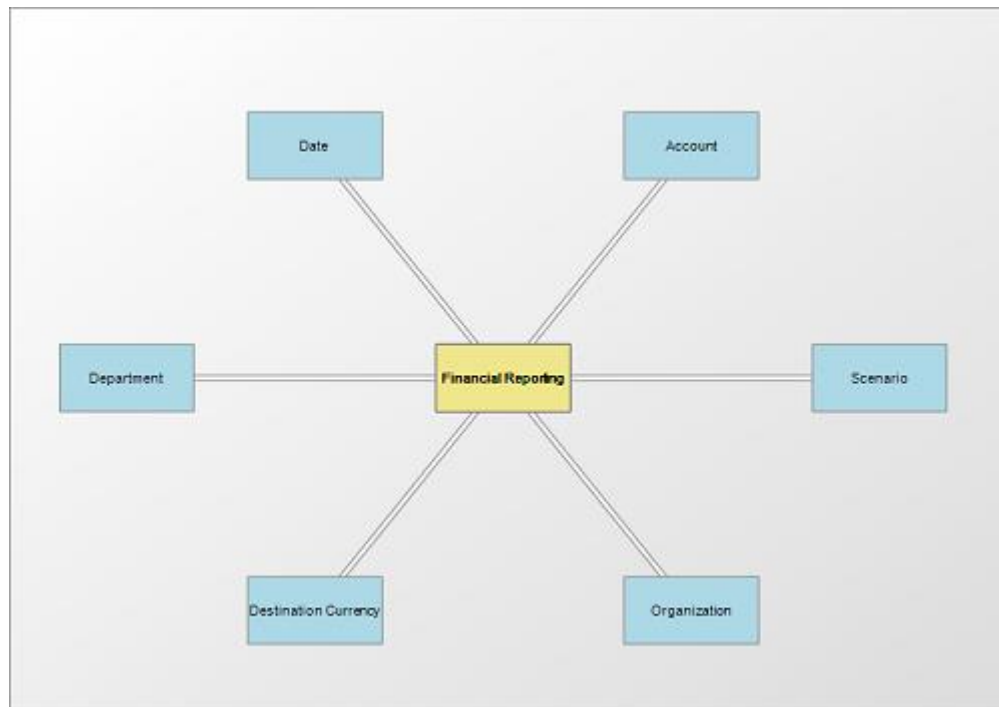 Date
Account
Department
Financial Reporting
Scenario
Destination Currency
Organization